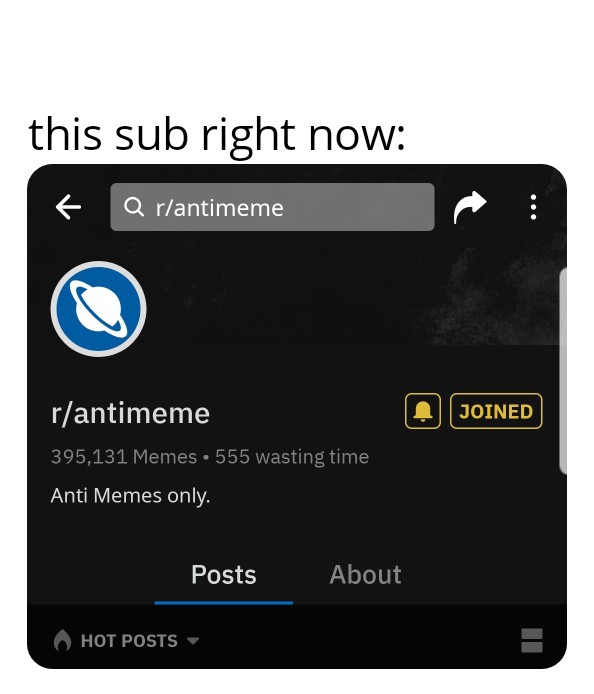 this sub right now:
r/antimeme
r/antimeme
JOINED
395,131 Memes • 555 wasting time
Anti Memes only.
Posts About
HOT POSTS